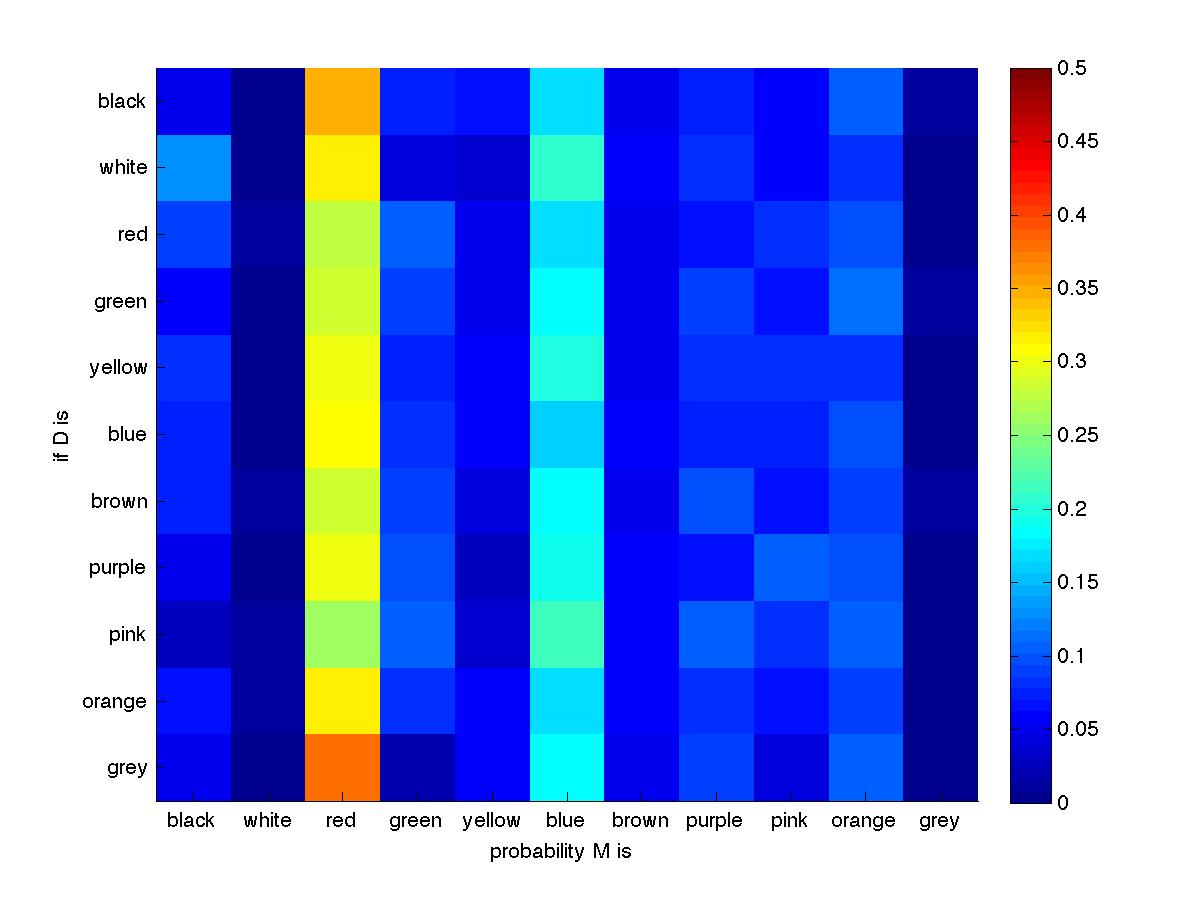 black
white
red
green
yellow
blue
brown
purple
pink
orange
grey
if D is
black white red green yellow blue brown purple pink orange grey
probability M is
0.5
0.45
0.4
0.35
0.3
0.25
0.2
0.15
0.1
0.05
0